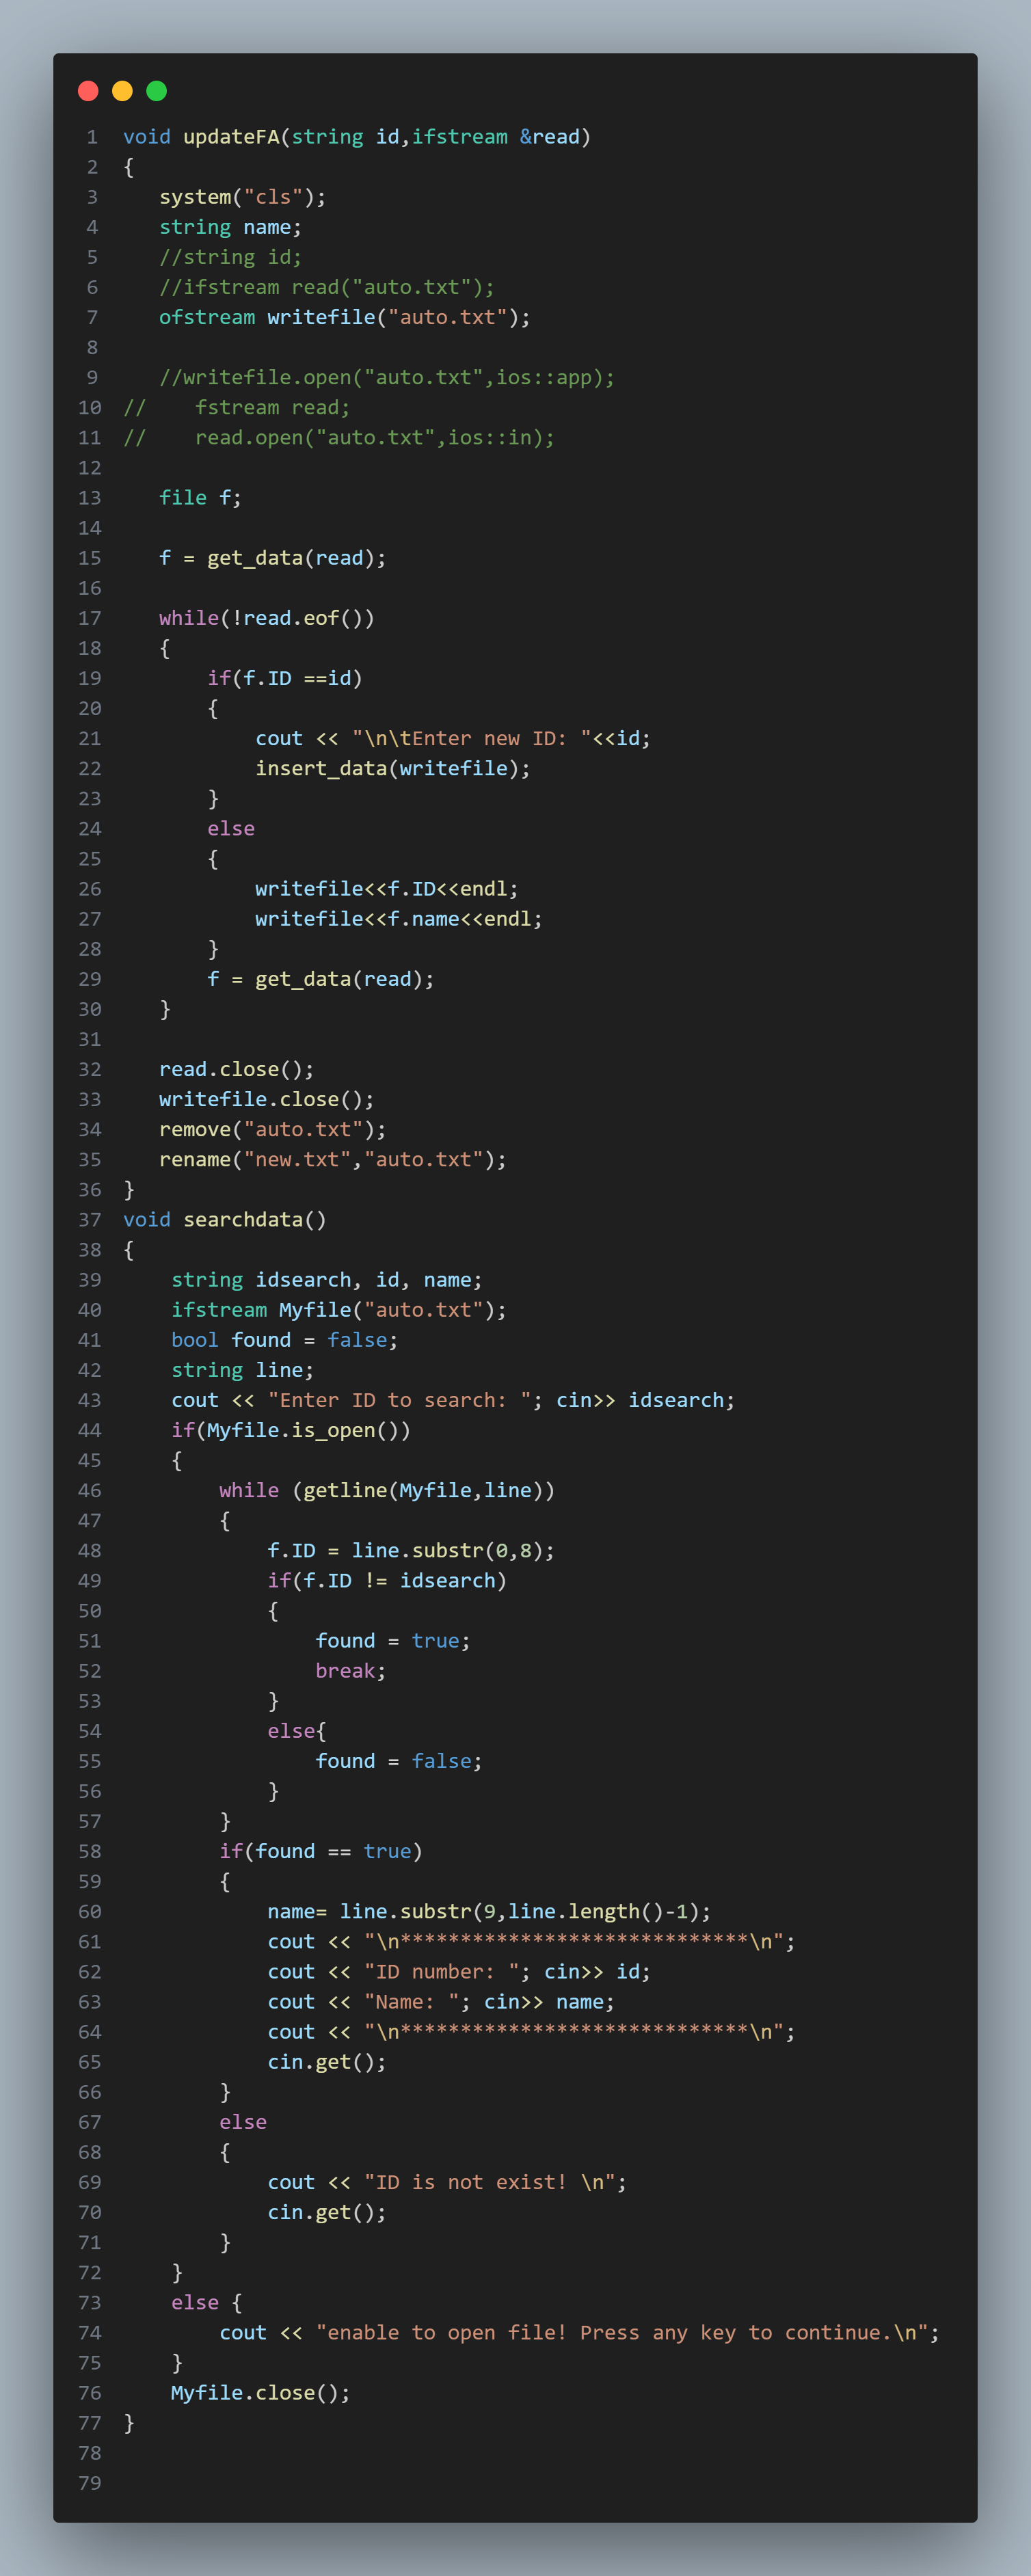 1 void updateFA(string id,ifstream &read)
2 {
3    system("cls");
4    string name;
5    //string id;
6    //ifstream read("auto.txt");
7    ofstream writefile("auto.txt");
8
9    //writefile.open("auto.txt",ios::app);
10 //    fstream read;
11 //    read.open("auto.txt",ios::in);
12
13    file f;
14
15    f = get_data(read);
16
17    while(!read.eof())
18    {
19        if(f.ID ==id)
20        {
21            cout << "\n\tEnter new ID: "<<id;
22            insert_data(writefile);
23        }
24        else
25        {
26            writefile<<f.ID<<endl;
27            writefile<<f.name<<endl;
28        }
29        f = get_data(read);
30    }
31
32    read.close();
33    writefile.close();
34    remove("auto.txt");
35    rename("new.txt","auto.txt");
36 }
37 void searchdata()
38 {
39     string idsearch, id, name;
40     ifstream Myfile("auto.txt");
41     bool found = false;
42     string line;
43     cout << "Enter ID to search: "; cin>> idsearch;
44     if(Myfile.is_open())
45     {
46         while (getline(Myfile,line))
47         {
48             f.ID = line.substr(0,8);
49             if(f.ID != idsearch)
50             {
51                 found = true;
52                 break;
53             }
54             else{
55                 found = false;
56             }
57         }
58         if(found == true)
59         {
60             name= line.substr(9,line.length()-1);
61             cout << "\n*****************************\n";
62             cout << "ID number: "; cin>> id;
63             cout << "Name: "; cin>> name;
64             cout << "\n*****************************\n";
65             cin.get();
66         }
67         else
68         {
69             cout << "ID is not exist! \n";
70             cin.get();
71         }
72     }
73     else {
74         cout << "enable to open file! Press any key to continue.\n";
75     }
76     Myfile.close();
77 }
78
79